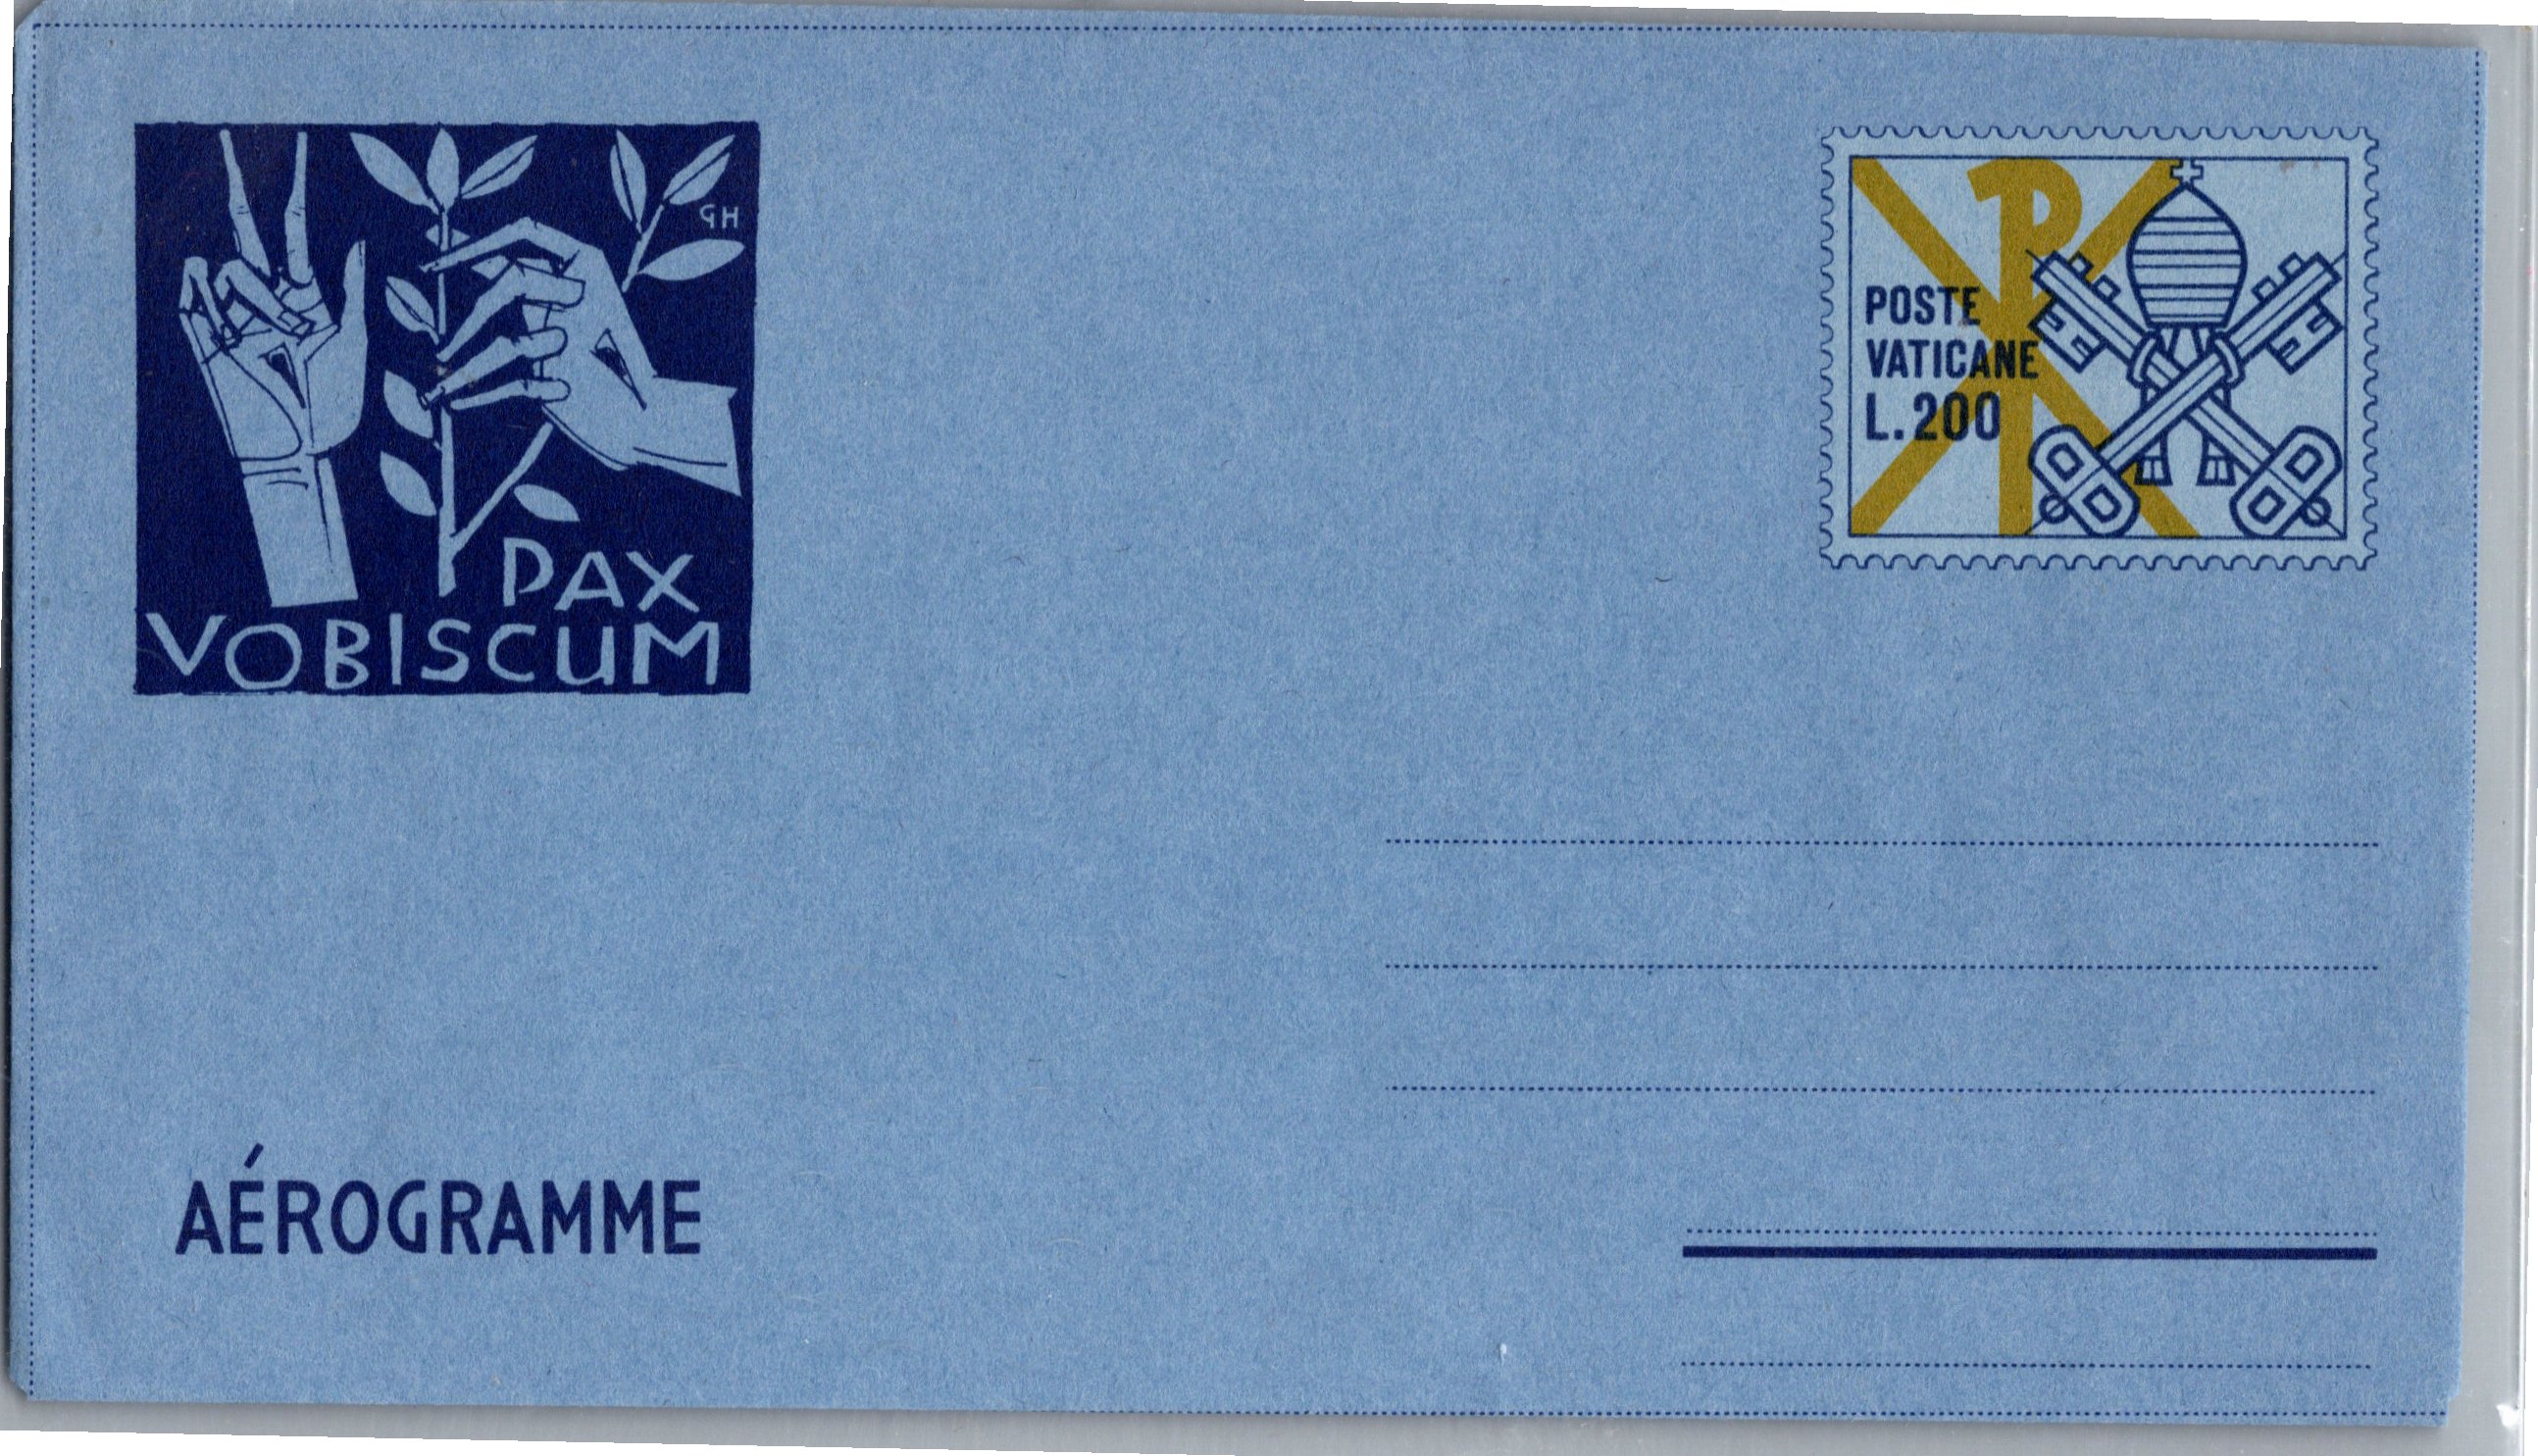 GH
PAX
VOBISCUM
POSTE
VATICANE
L.200
AÉROGRAMME